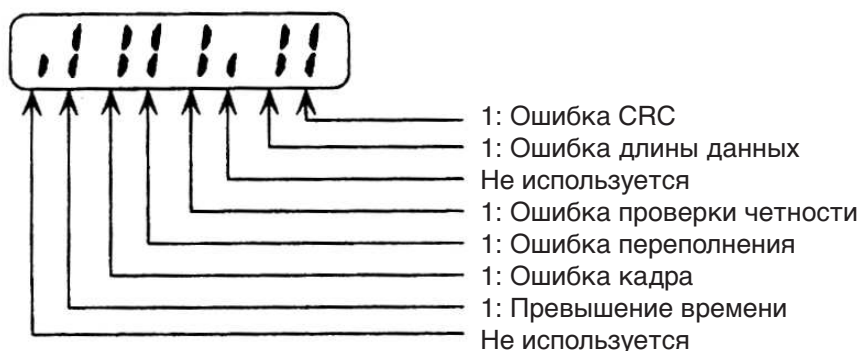 1: Ошибка CRC
1: Ошибка длины данных
Не используется
1: Ошибка проверки четности
1: Ошибка переполнения
1: Ошибка кадра
1: Превышение времени
Не используется